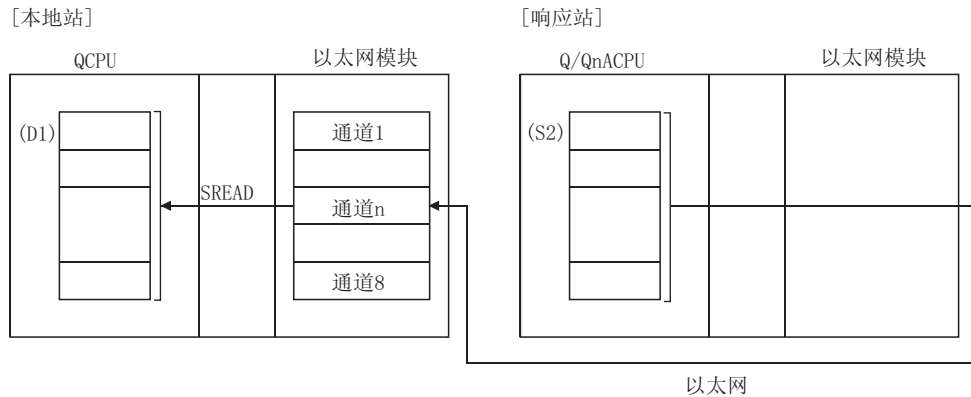 [本地站]
[响应站]
QCPU
以太网模块
Q/QnACPU
以太网模块
(D1)
通道1
(S2)
SREAD
通道n
通道8
以太网